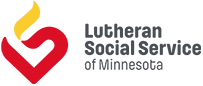 Lutheran
Social Service
of Minnesota